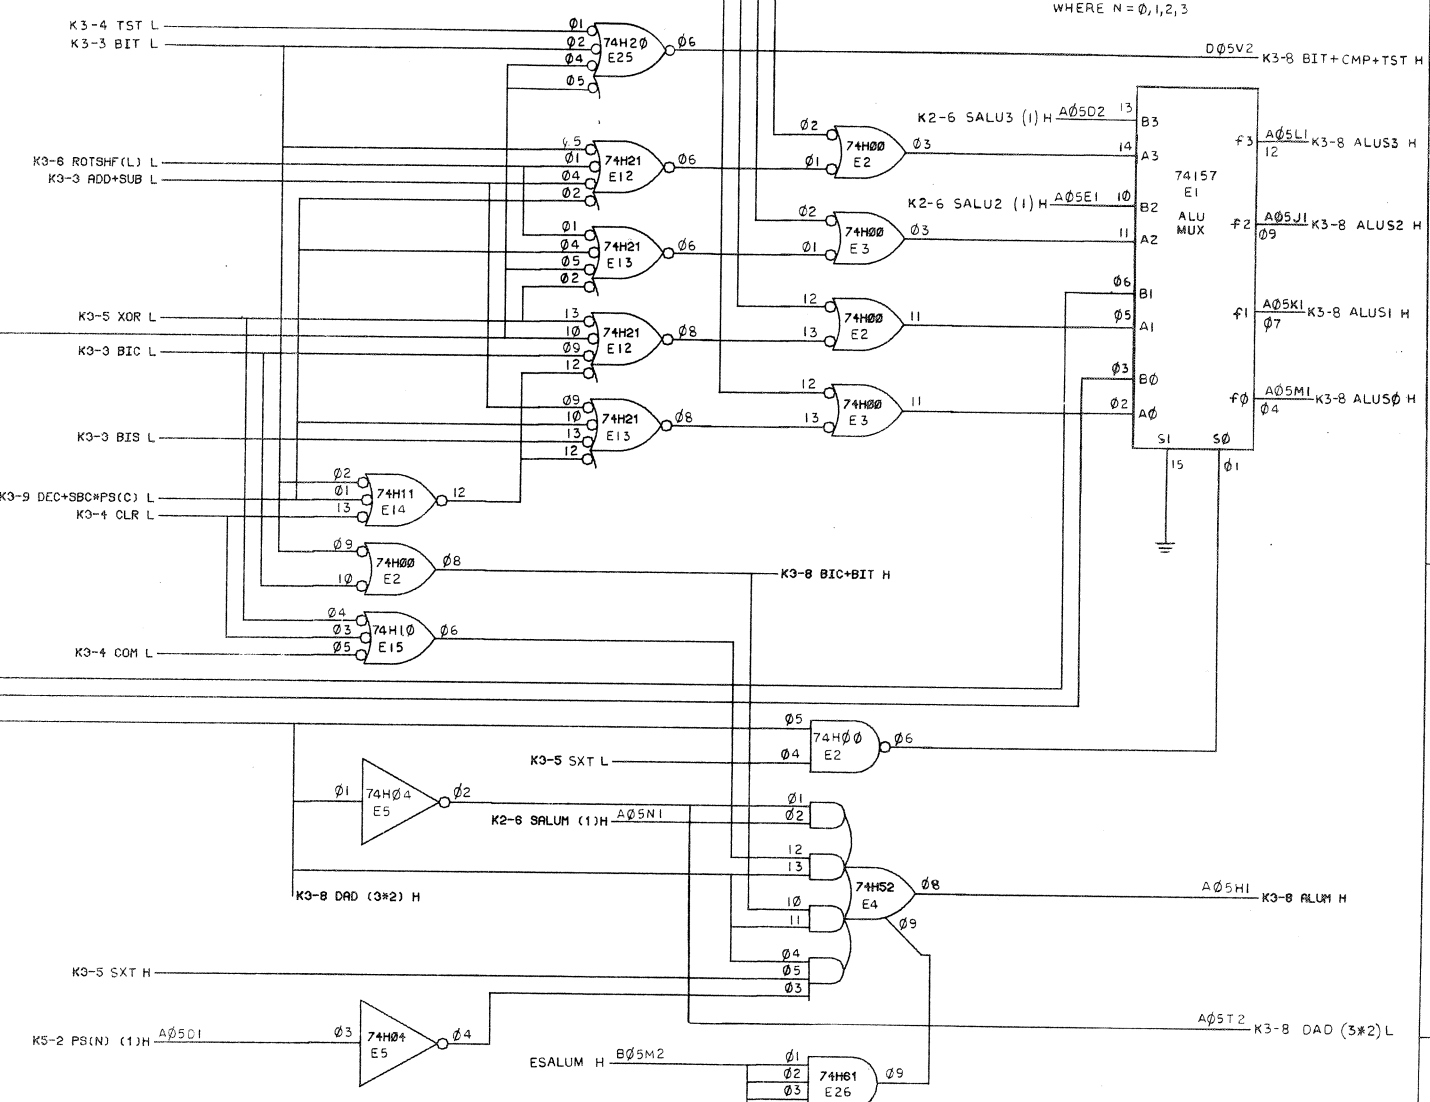 WHERE N = Ø,1,2,3
K3-4 TST L
K3-3 BIT L
Ø1
Ø2
Ø4
Ø5
74H2Ø
E25
Ø6
DØ5V2
K3-8 BIT+CMP+TST H
K3-6 ROTSHF(L) L
K3-3 ADD+SUB L
Ø1
Ø4
Ø2
74H21
E12
Ø6
Ø2
Ø1
74HØØ
E2
Ø3
K2-6 SALU3 (1) H
AØ5D2
13
B3
14
A3
74157
E1
ALU
MUX
f3
AØ5L1
12
K3-8 ALUS3 H
Ø1
Ø4
Ø5
Ø2
74H21
E13
Ø6
Ø2
Ø1
74HØØ
E3
Ø3
K2-6 SALU2 (1) H
AØ5E1
1Ø
B2
11
A2
f2
AØ5J1
Ø9
K3-8 ALUS2 H
K3-5 XOR L
K3-3 BIC L
13
1Ø
Ø9
12
74H21
E12
Ø8
12
13
74HØØ
E2
11
Ø6
B1
Ø5
A1
f1
AØ5K1
Ø7
K3-8 ALUS1 H
K3-3 BIS L
Ø9
1Ø
13
12
74H21
E13
Ø8
12
13
74HØØ
E3
11
Ø3
BØ
Ø2
AØ
fØ
AØ5M1
Ø4
K3-8 ALUSØ H
S1
SØ
15
Ø1
K3-9 DEC+SBC*PS(C) L
K3-4 CLR L
Ø2
Ø1
13
74H11
E14
12
Ø9
1Ø
74HØØ
E2
Ø8
K3-8 BIC+BIT H
K3-4 COM L
Ø4
Ø3
Ø5
74H1Ø
E15
Ø6
K3-5 SXT L
Ø5
Ø4
74HØØ
E2
Ø6
Ø1
74HØ4
E5
Ø2
K2-6 SALUM (1)H
AØ5N1
Ø1
Ø2
12
13
1Ø
11
Ø4
Ø5
Ø3
74H52
E4
Ø8
Ø9
AØ5H1
K3-8 ALUM H
K3-8 DAD (3*2) H
K3-5 SXT H
K5-2 PS(N) (1)H
AØ5D1
Ø3
74HØ4
E5
Ø4
AØ5T2
K3-8 DAD (3*2) L
ESALUM H
BØ5M2
Ø1
Ø2
Ø3
74H61
E26
Ø9